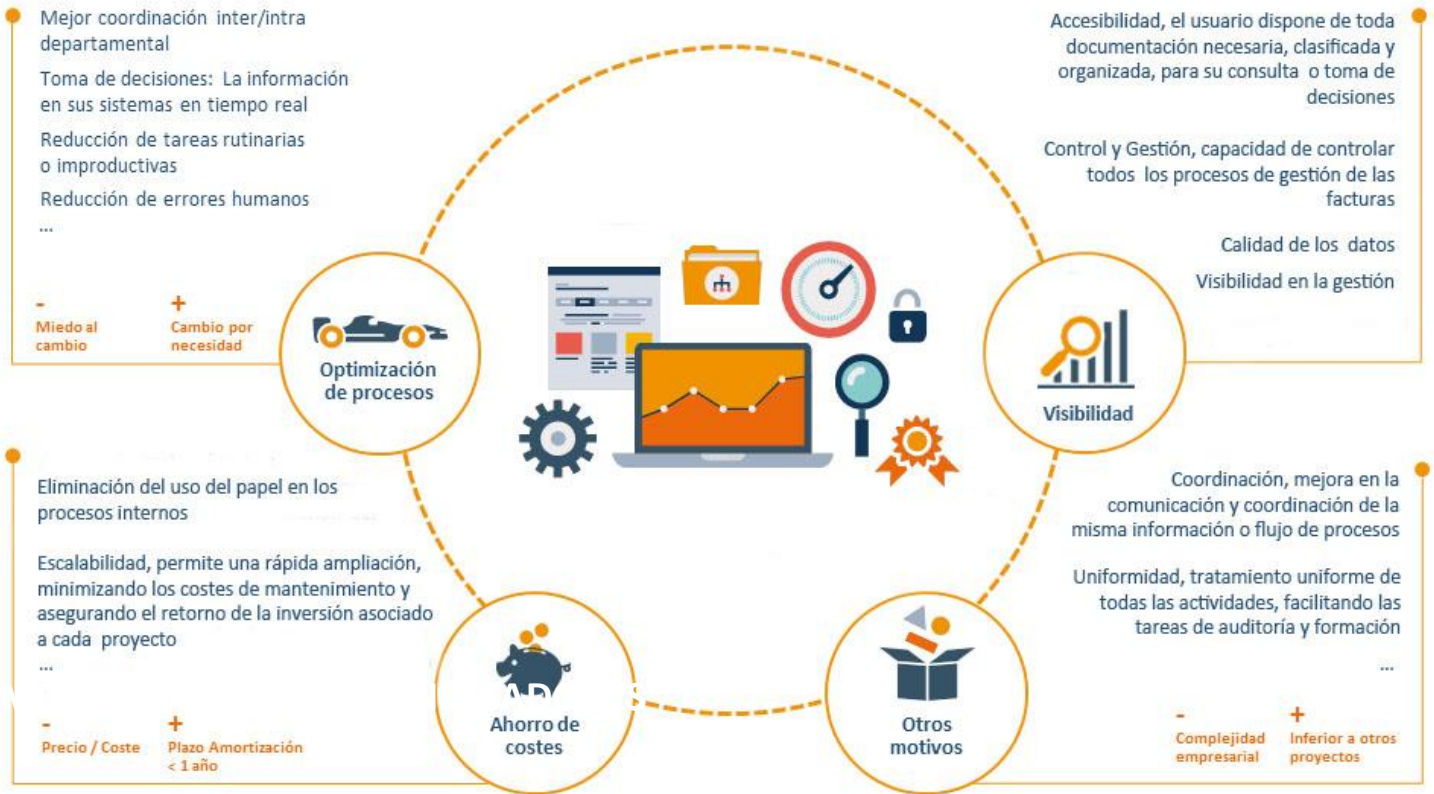 Mejor coordinación inter/intra
departamental
Toma de decisiones: La información
en sus sistemas en tiempo real
Reducción de tareas rutinarias
o improductivas
Reducción de errores humanos
...
-
Miedo al
cambio
+
Cambio por
necesidad
Optimización
de procesos
Accesibilidad, el usuario dispone de toda
documentación necesaria, clasificada y
organizada, para su consulta o toma de
decisiones
Control y Gestión, capacidad de controlar
todos los procesos de gestión de las
facturas
Calidad de los datos
Visibilidad en la gestión
Visibilidad
Eliminación del uso del papel en los
procesos internos
Escalabilidad, permite una rápida ampliación,
minimizando los costes de mantenimiento y
asegurando el retorno de la inversión asociado
a cada proyecto
...
-
Precio / Coste
+
Plazo Amortización
< 1 año
Ahorro de
costes
Coordinación, mejora en la
comunicación y coordinación de la
misma información o flujo de procesos
Uniformidad, tratamiento uniforme de
todas las actividades, facilitando las
tareas de auditoría y formación
...
-
Complejidad
empresarial
+
Inferior a otros
proyectos
Otros
motivos